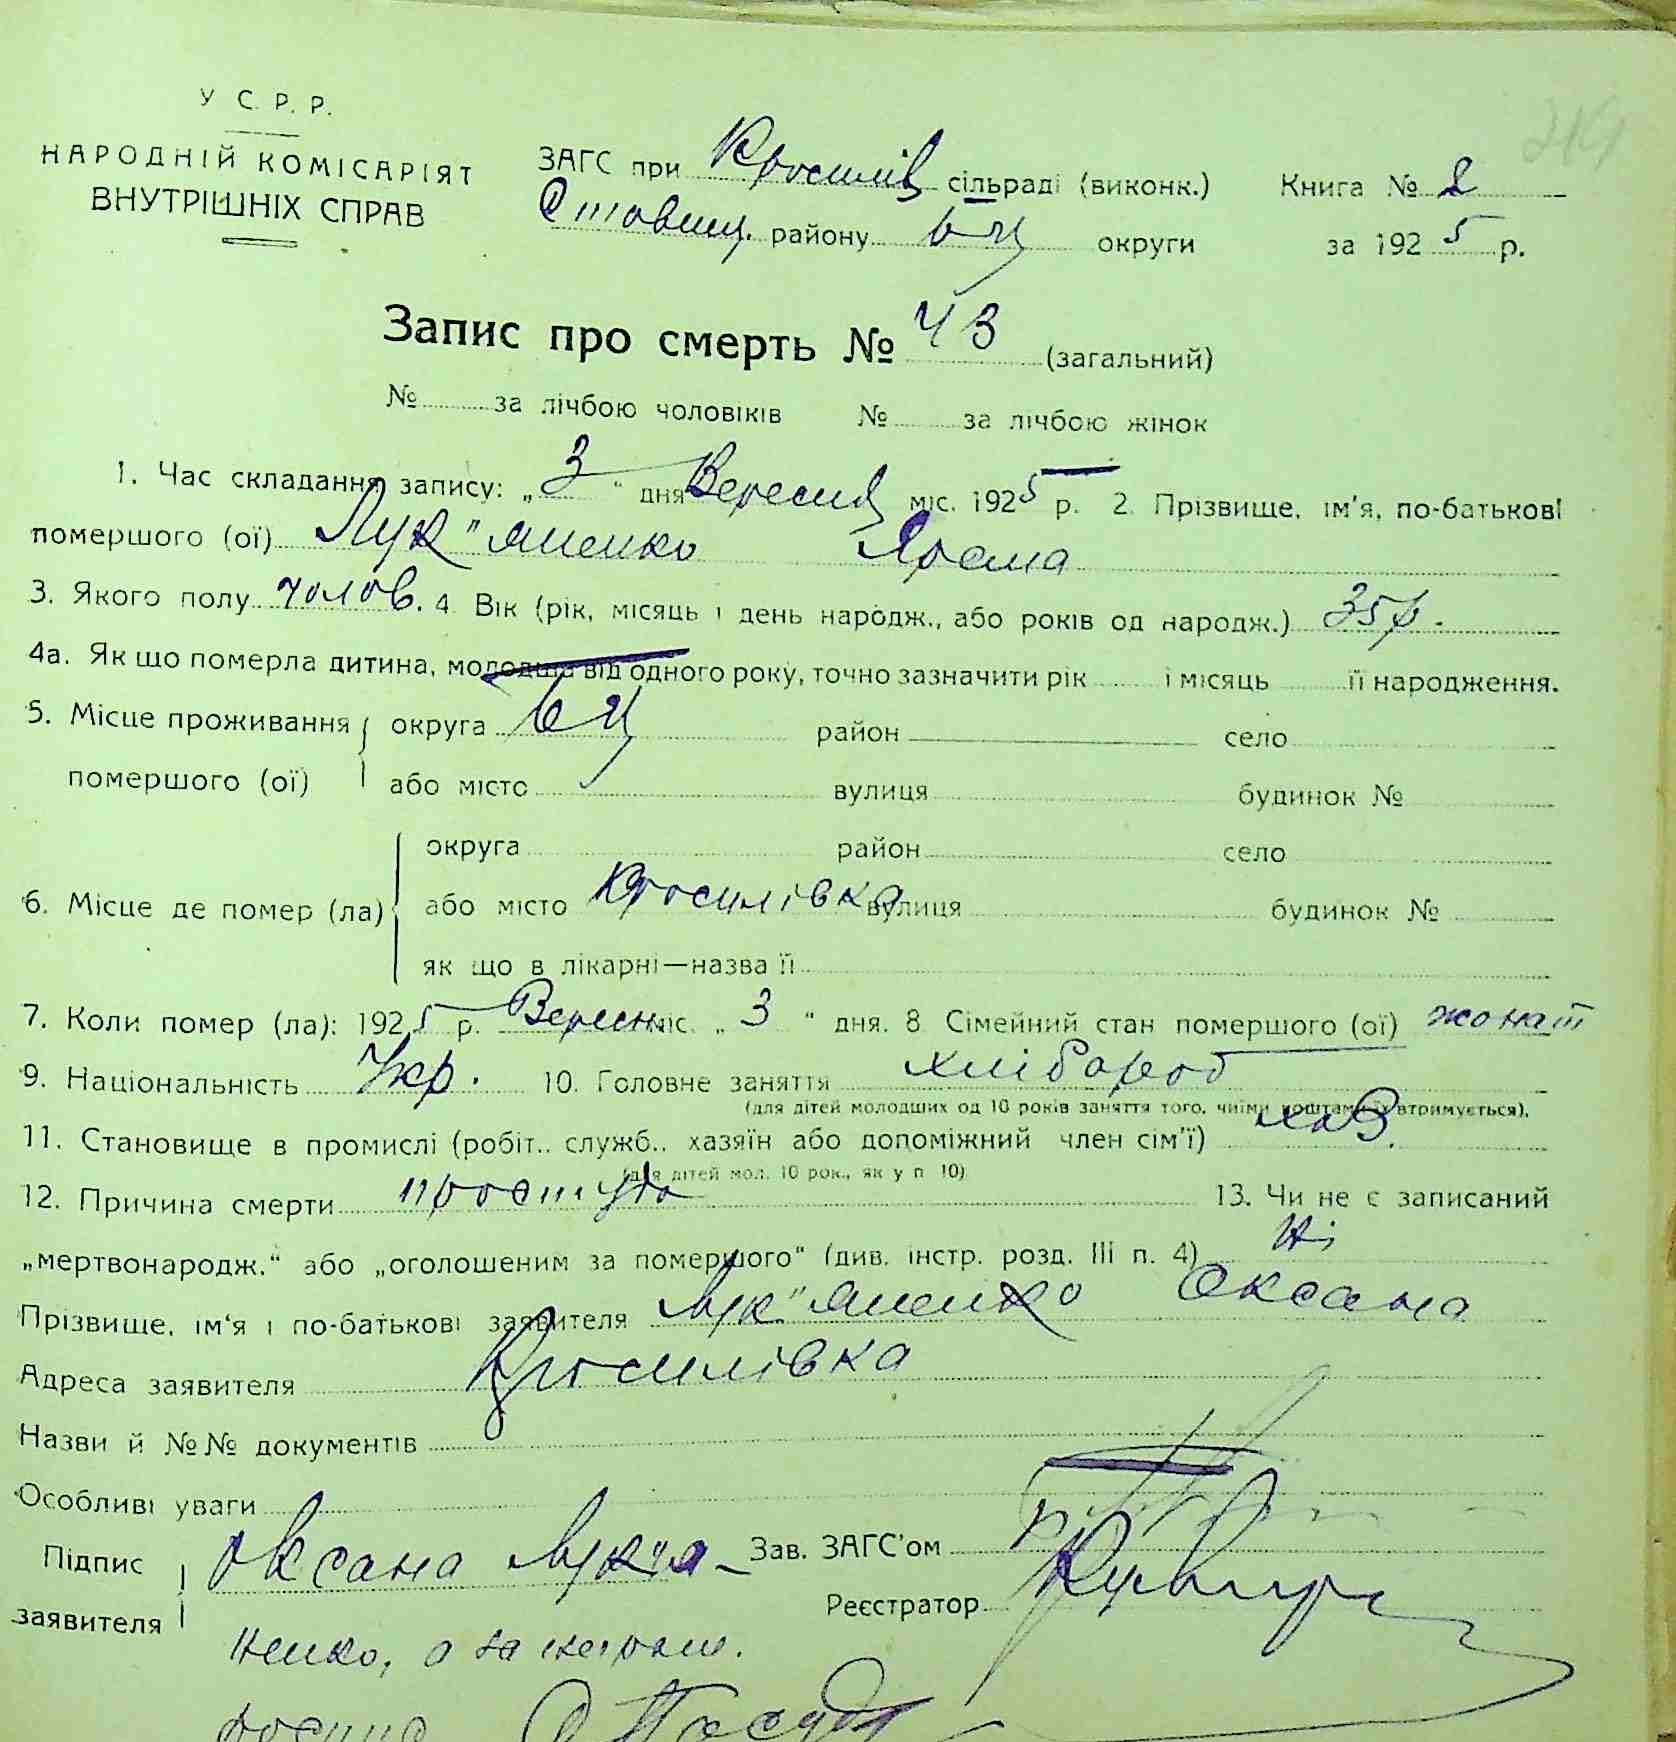 219
У С. Р. Р.
НАРОДНІЙ КОМІСАРІЯТ
ВНУТРІШНІХ СПРАВ
ЗАГС при сільраді (виконк.) Книга № 2
району БЦ округи за 1925 р.
Запис про смерть № 43 (загальний)
№ за лічбою чоловіків № за лічбою жінок
1. Час складання запису: „3“ дня Вересня міс. 1925 р. 2. Прізвище, ім'я, по-батькові
помершого (ої) Лук"яненко Ярема
3. Якого полу чолов. 4. Вік (рік, місяць і день народж., або років од народж.) 35 р.
4а. Як що померла дитина, молодша від одного року, точно зазначити рік і місяць її народження.
5. Місце проживання округа БЦ район село
помершого (ої) або місто вулиця будинок №
округа район село
6. Місце де помер (ла) або місто вулиця будинок №
як що в лікарні—назва її
7. Коли помер (ла): 1925 р. Вересн міс. „3“ дня. 8. Сімейний стан помершого (ої) жонат
9. Національність Укр. 10. Головне заняття хлібороб
(для дітей молодших од 10 років заняття того, чиїми коштами їх втримується).
11. Становище в промислі (робіт., служб., хазяїн або допоміжний член сім'ї) хаз.
(для дітей мол. 10 рок., як у п 10)
12. Причина смерти простуда 13. Чи не є записаний
„мертвонародж.“ або „оголошеним за помершого“ (див. інстр. розд. III п. 4) Ні
Прізвище, ім'я і по-батькові заявителя Лук"яненко Оксана
Адреса заявителя
Назви й №№ документів
Особливі уваги
Підпис Оксана Лук"я- Зав. ЗАГС'ом
заявителя Реєстратор
ненко, а за неграм.